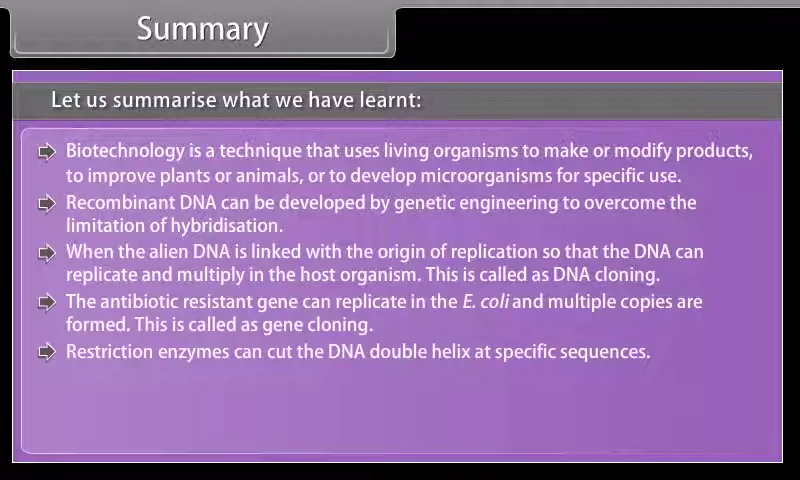 Summary
Let us summarise what we have learnt:
Biotechnology is a technique that uses living organisms to make or modify products,
to improve plants or animals, or to develop microorganisms for specific use.
Recombinant DNA can be developed by genetic engineering to overcome the
limitation of hybridisation.
When the alien DNA is linked with the origin of replication so that the DNA can
replicate and multiply in the host organism. This is called as DNA cloning.
The antibiotic resistant gene can replicate in the E. coli and multiple copies are
formed. This is called as gene cloning.
Restriction enzymes can cut the DNA double helix at specific sequences.